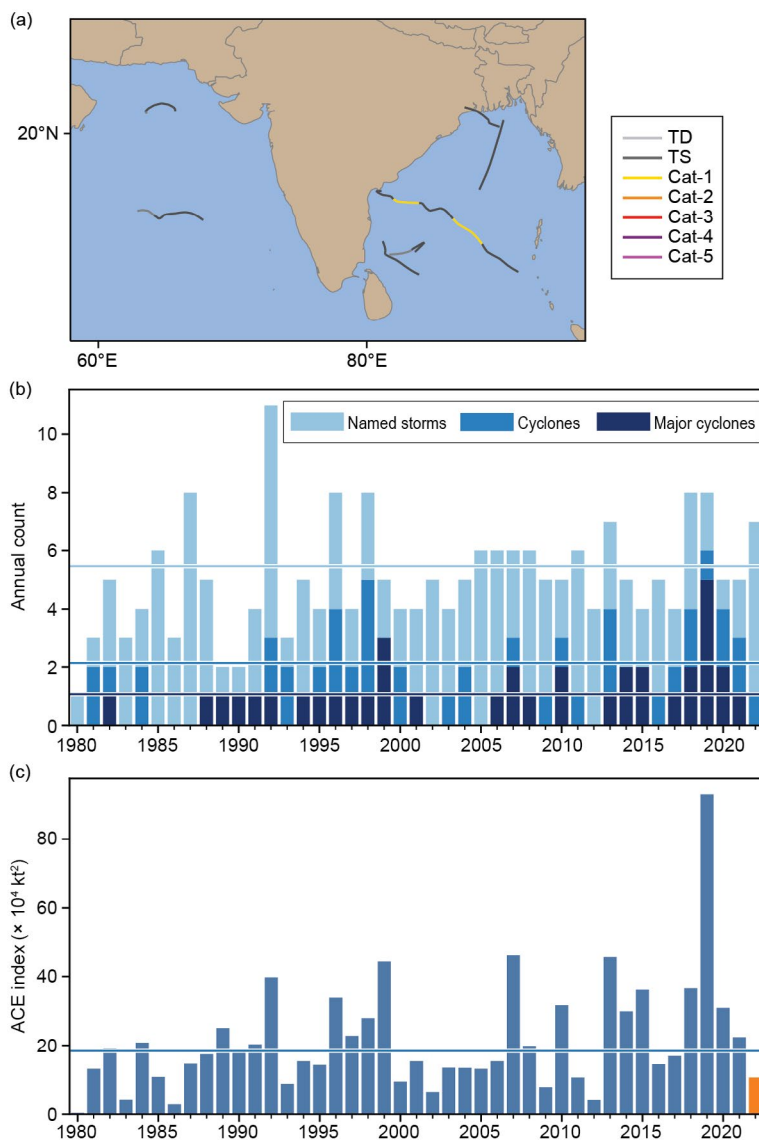 (a)
20°N
60°E 80°E
TD
TS
Cat-1
Cat-2
Cat-3
Cat-4
Cat-5
(b)
Named storms Cyclones Major cyclones
10
8
6
4
2
0
Annual count
1980 1985 1990 1995 2000 2005 2010 2015 2020
(c)
80
60
40
20
0
ACE index (× 10⁴ kt²)
1980 1985 1990 1995 2000 2005 2010 2015 2020